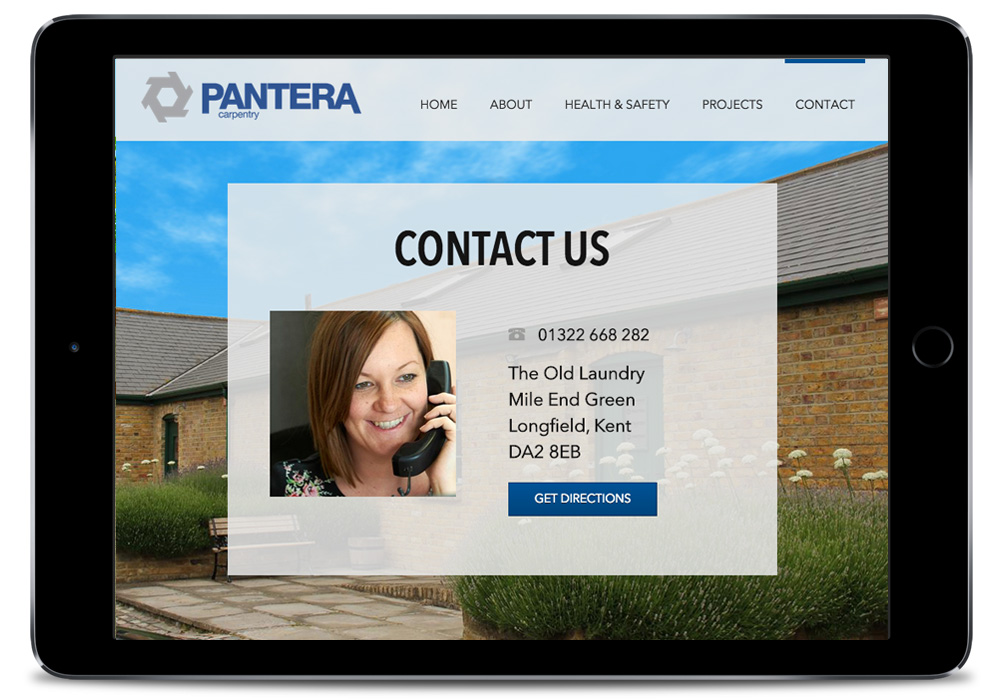 PANTERA
carpentry
HOME ABOUT HEALTH & SAFETY PROJECTS CONTACT
CONTACT US
01322 668 282
The Old Laundry
Mile End Green
Longfield, Kent
DA2 8EB
GET DIRECTIONS